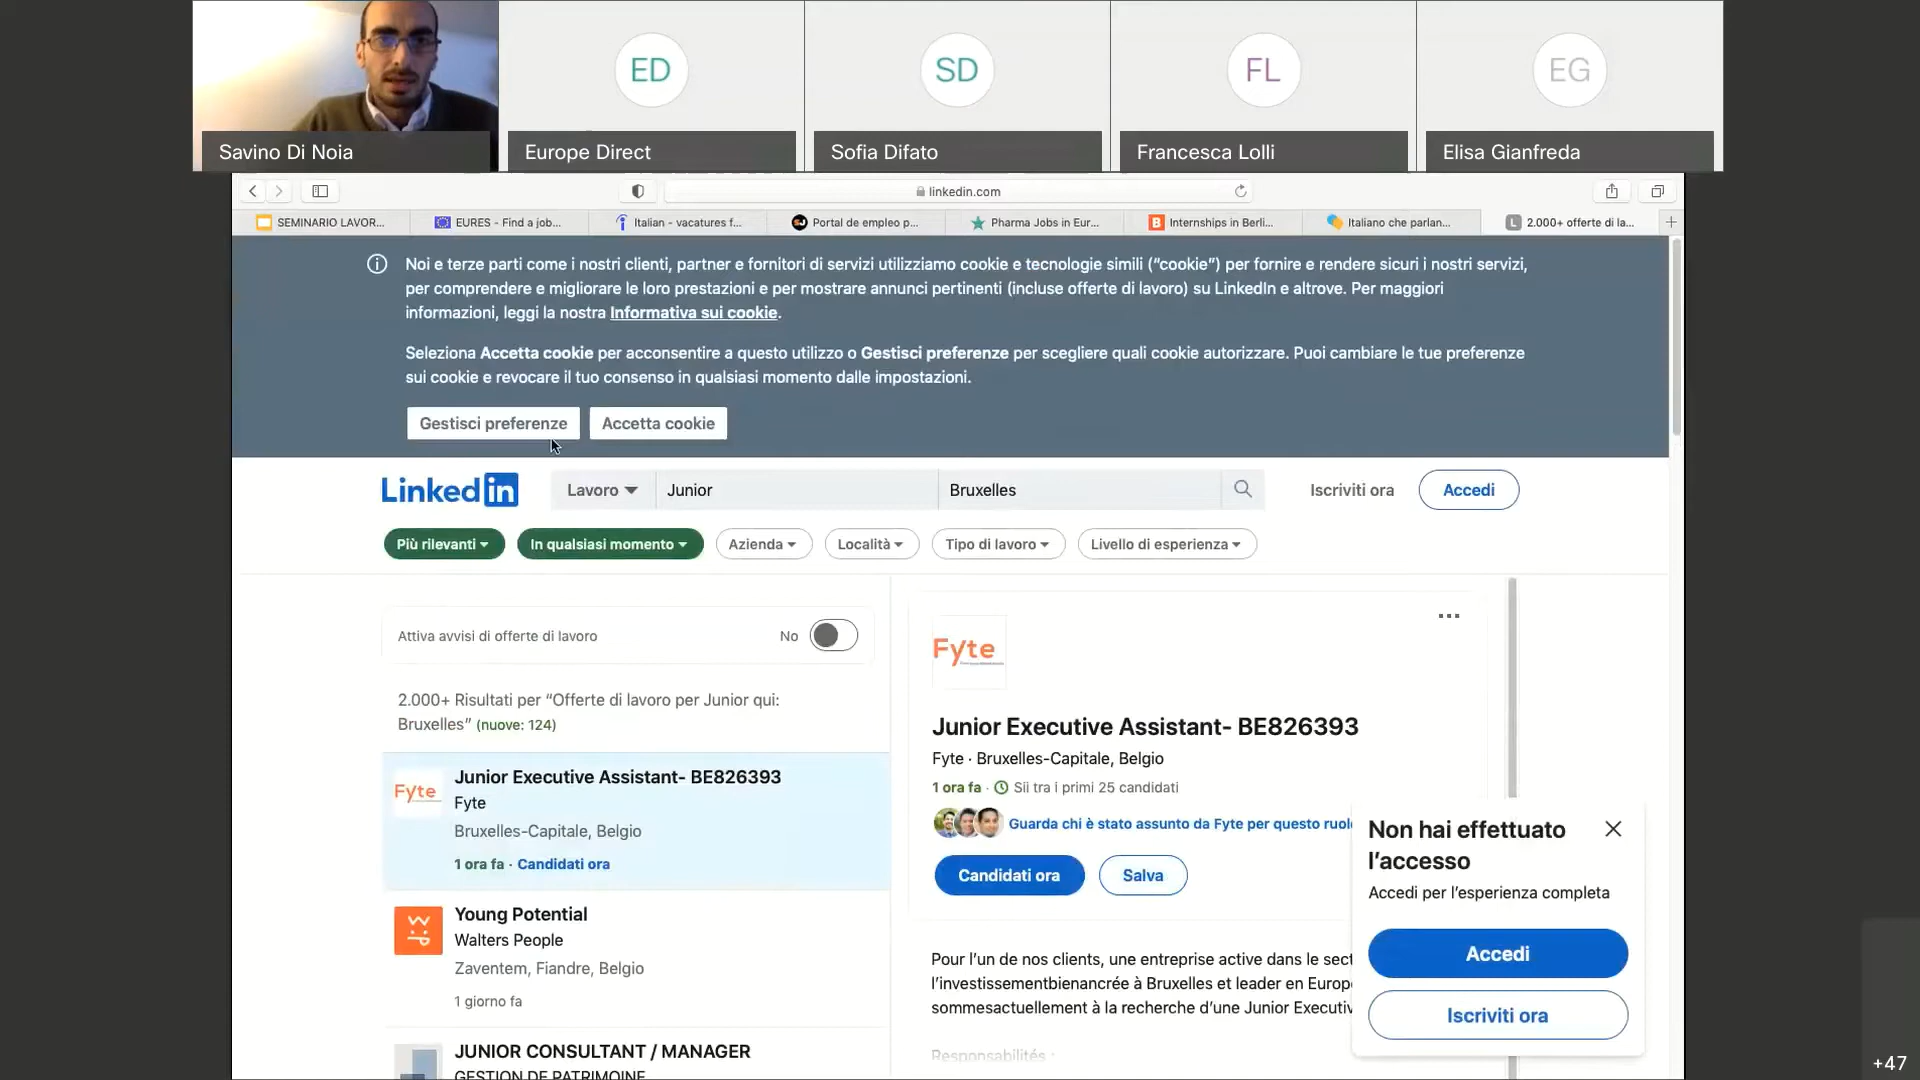 ED
SD
FL
EG
Savino Di Noia
Europe Direct
Sofia Difato
Francesca Lolli
Elisa Gianfreda
linkedin.com
SEMINARIO LAVOR...
EURES - Find a job...
Italian - vacatures f...
Portal de empleo p...
Pharma Jobs in Eur...
B
Internships in Berli...
Italiano che parlan...
L
2.000+ offerte di la...
Noi e terze parti come i nostri clienti, partner e fornitori di servizi utilizziamo cookie e tecnologie simili (“cookie”) per fornire e rendere sicuri i nostri servizi,
per comprendere e migliorare le loro prestazioni e per mostrare annunci pertinenti (incluse offerte di lavoro) su LinkedIn e altrove. Per maggiori
informazioni, leggi la nostra Informativa sui cookie.
Seleziona Accetta cookie per acconsentire a questo utilizzo o Gestisci preferenze per scegliere quali cookie autorizzare. Puoi cambiare le tue preferenze
sui cookie e revocare il tuo consenso in qualsiasi momento dalle impostazioni.
Gestisci preferenze
Accetta cookie
Linkedin
Lavoro
Junior
Bruxelles
Iscriviti ora
Accedi
Più rilevanti
In qualsiasi momento
Azienda
Località
Tipo di lavoro
Livello di esperienza
Attiva avvisi di offerte di lavoro
No
2.000+ Risultati per “Offerte di lavoro per Junior qui:
Bruxelles” (nuove: 124)
Fyte
Junior Executive Assistant- BE826393
Fyte
Bruxelles-Capitale, Belgio
1 ora fa · Candidati ora
Young Potential
Walters People
Zaventem, Fiandre, Belgio
1 giorno fa
JUNIOR CONSULTANT / MANAGER
GESTION DE PATRIMOINE
Fyte
Junior Executive Assistant- BE826393
Fyte · Bruxelles-Capitale, Belgio
1 ora fa · Sii tra i primi 25 candidati
Guarda chi è stato assunto da Fyte per questo ruolo
Candidati ora
Salva
Pour l’un de nos clients, une entreprise active dans le sect
l’investissementbienancrée à Bruxelles et leader en Europe
sommesactuellement à la recherche d’une Junior Executiv
Responsabilités :
Non hai effettuato
l’accesso
Accedi per l’esperienza completa
Accedi
Iscriviti ora
+47